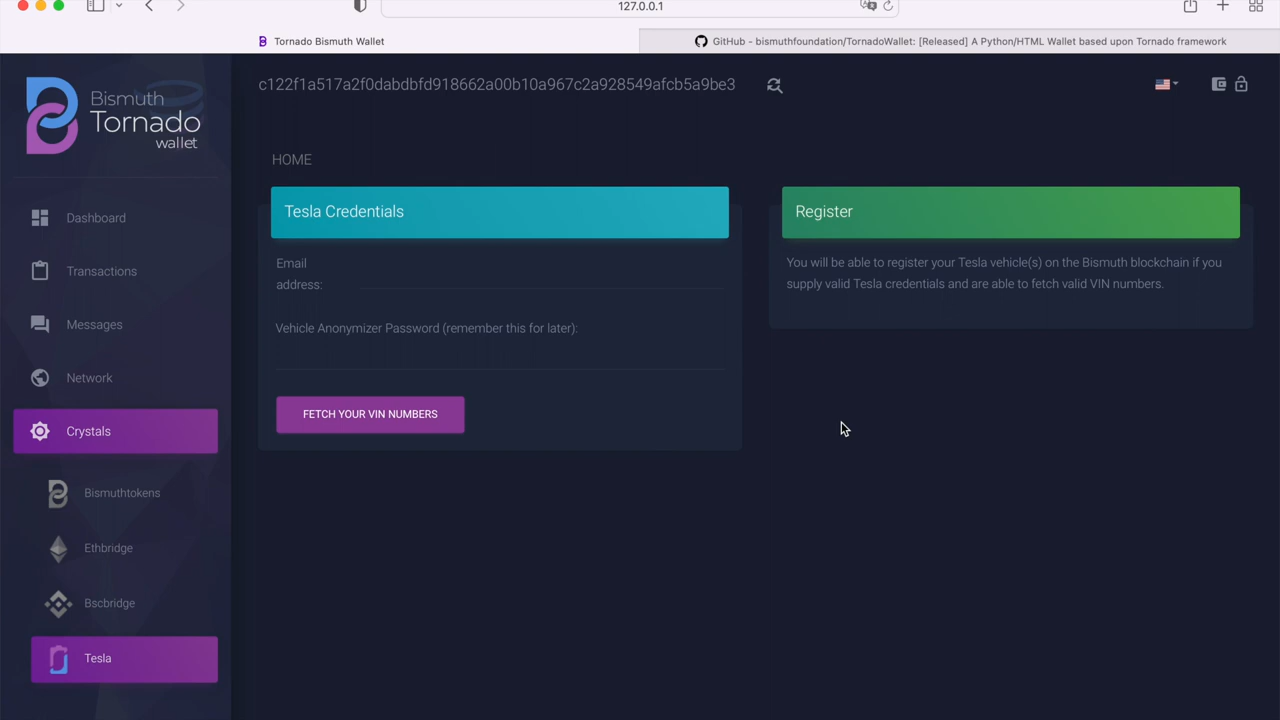 127.0.0.1
Tornado Bismuth Wallet
GitHub - bismuthfoundation/TornadoWallet: [Released] A Python/HTML Wallet based upon Tornado framework
Bismuth
Tornado
wallet
c122f1a517a2f0dabdbfd918662a00b10a967c2a928549afcb5a9be3
Dashboard
Transactions
Messages
Network
Crystals
Bismuthtokens
Ethbridge
Bscbridge
Tesla
HOME
Tesla Credentials
Email
address:
Vehicle Anonymizer Password (remember this for later):
FETCH YOUR VIN NUMBERS
Register
You will be able to register your Tesla vehicle(s) on the Bismuth blockchain if you
supply valid Tesla credentials and are able to fetch valid VIN numbers.